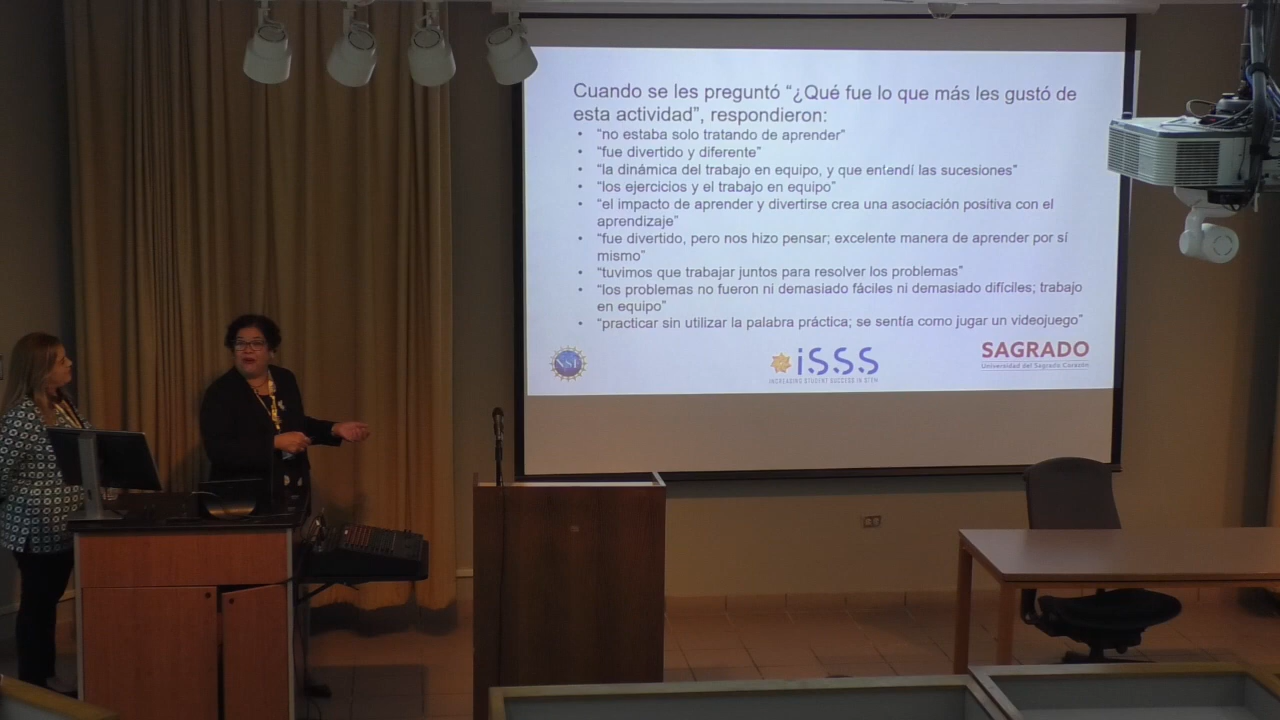 Cuando se les preguntó “¿Qué fue lo que más les gustó de
esta actividad”, respondieron:
• “no estaba solo tratando de aprender”
• “fue divertido y diferente”
• “la dinámica del trabajo en equipo, y que entendí las sucesiones”
• “los ejercicios y el trabajo en equipo”
• “el impacto de aprender y divertirse crea una asociación positiva con el
aprendizaje”
• “fue divertido, pero nos hizo pensar; excelente manera de aprender por sí
mismo”
• “tuvimos que trabajar juntos para resolver los problemas”
• “los problemas no fueron ni demasiado fáciles ni demasiado difíciles; trabajo
en equipo”
• “practicar sin utilizar la palabra práctica; se sentía como jugar un videojuego”
NSF
iSSS
INCREASING STUDENT SUCCESS IN STEM
SAGRADO
Universidad del Sagrado Corazón